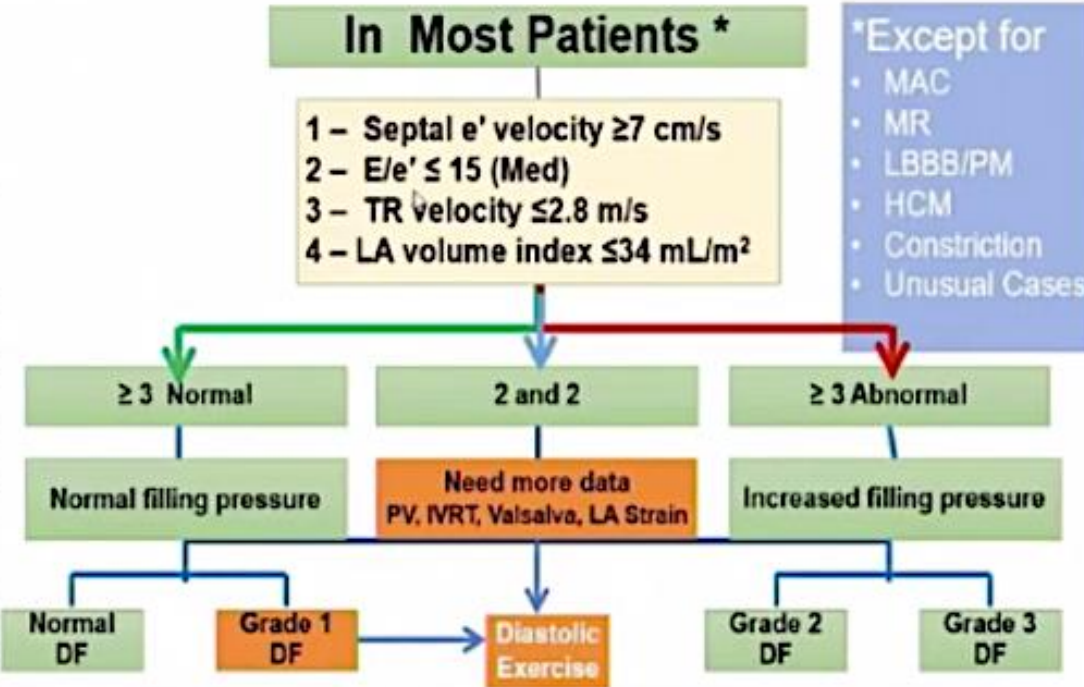 In Most Patients *
1 – Septal e' velocity ≥7 cm/s
2 – E/e' ≤ 15 (Med)
3 – TR velocity ≤2.8 m/s
4 – LA volume index ≤34 mL/m²
*Except for
• MAC
• MR
• LBBB/PM
• HCM
• Constriction
• Unusual Cases
≥ 3 Normal
2 and 2
≥ 3 Abnormal
Normal filling pressure
Need more data
PV, IVRT, Valsalva, LA Strain
Increased filling pressure
Normal
DF
Grade 1
DF
Diastolic
Exercise
Grade 2
DF
Grade 3
DF